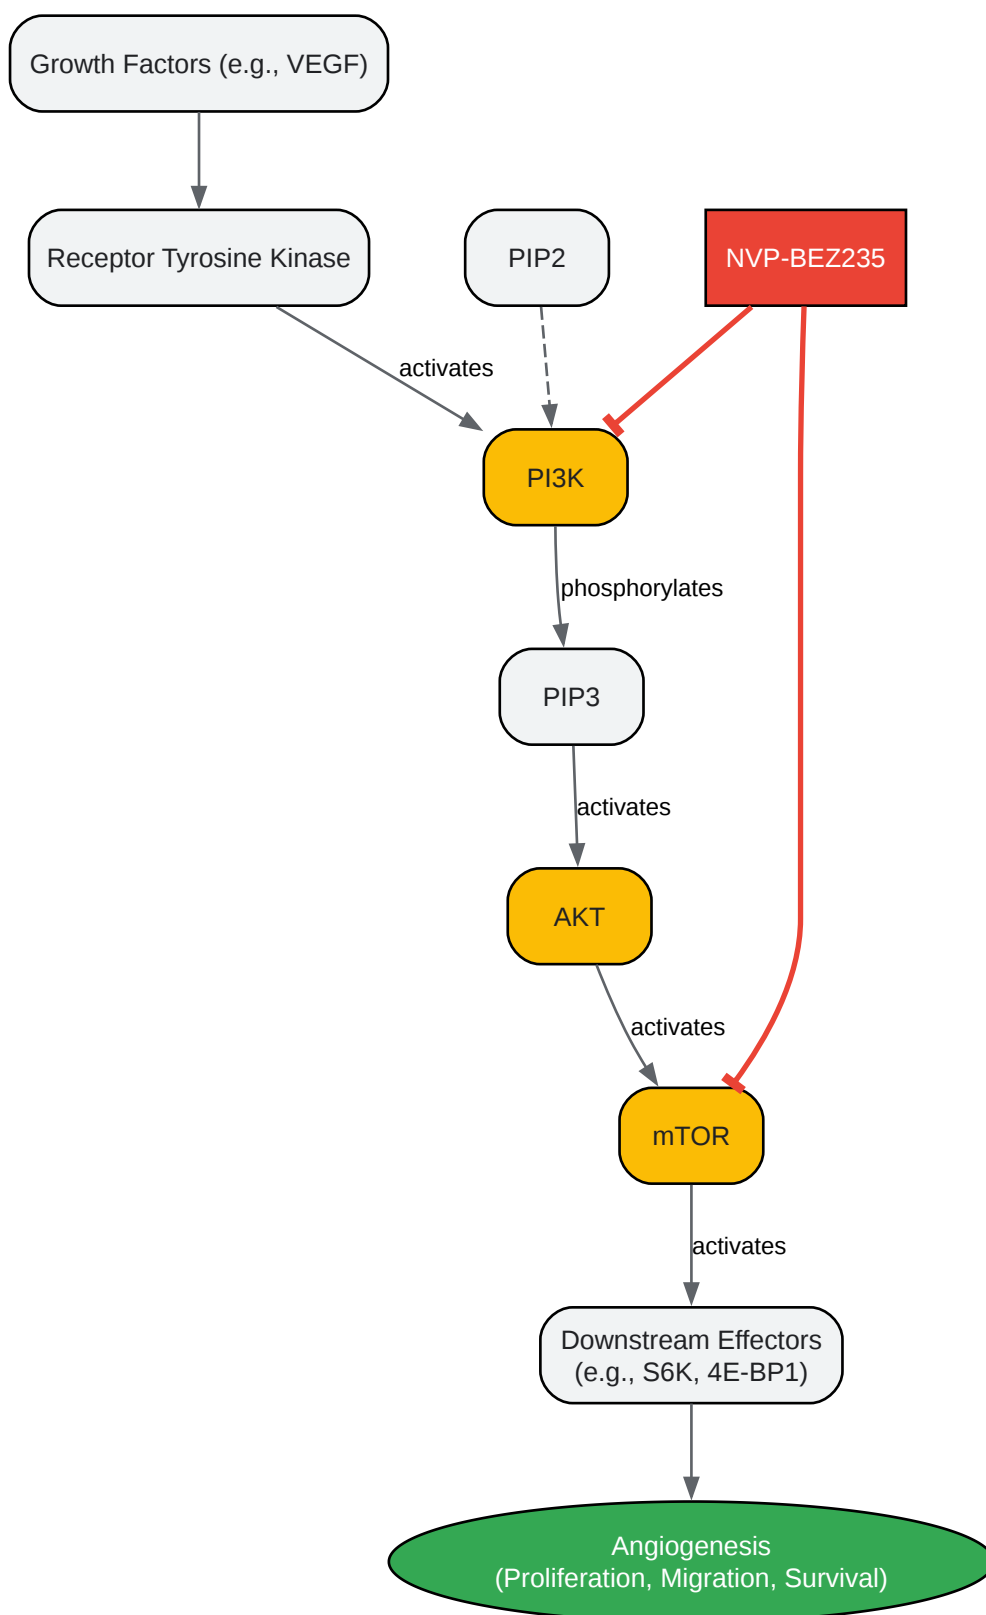 Growth Factors (e.g., VEGF)
Receptor Tyrosine Kinase
PIP2
NVP-BEZ235
activates
PI3K
phosphorylates
PIP3
activates
AKT
activates
mTOR
activates
Downstream Effectors
(e.g., S6K, 4E-BP1)
Angiogenesis
(Proliferation, Migration, Survival)